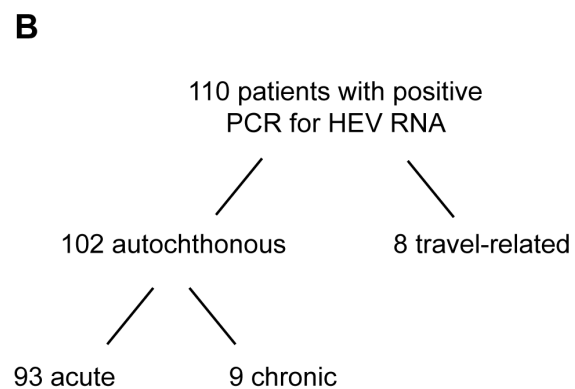 B
110 patients with positive
PCR for HEV RNA
102 autochthonous
8 travel-related
93 acute
9 chronic